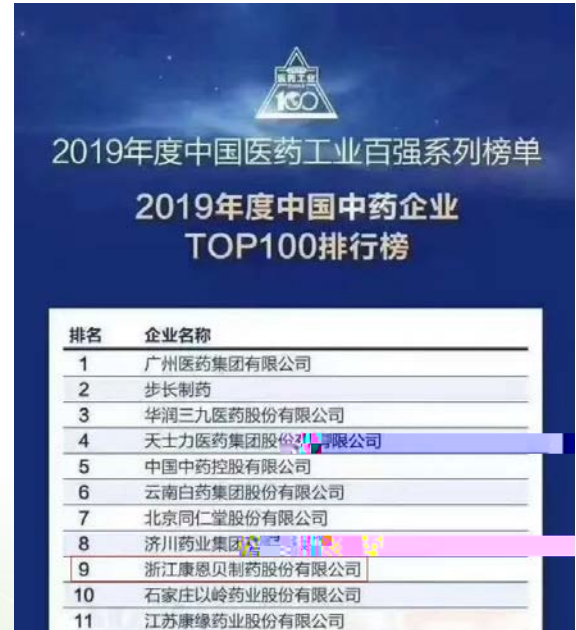 医药工业
100
2019年度中国医药工业百强系列榜单
2019年度中国中药企业
TOP100排行榜
排名 企业名称
1 广州医药集团有限公司
2 步长制药
3 华润三九医药股份有限公司
4 天士力医药集团股份有限公司
5 中国中药控股有限公司
6 云南白药集团股份有限公司
7 北京同仁堂股份有限公司
8 济川药业集团
9 浙江康恩贝制药股份有限公司
10 石家庄以岭药业股份有限公司
11 江苏康缘药业股份有限公司